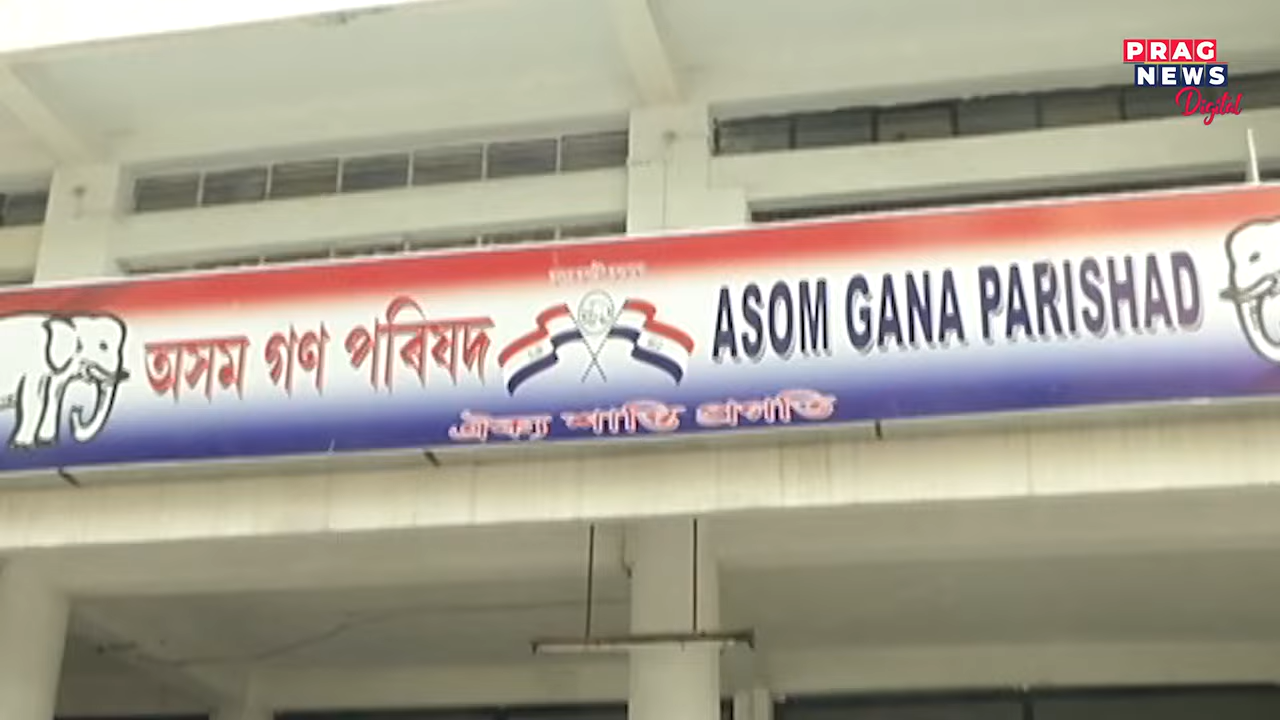 PRAG
NEWS
Digital
অসম গণ পৰিষদ
ASOM GANA PARISHAD
ঐক্য শান্তি প্ৰগতি